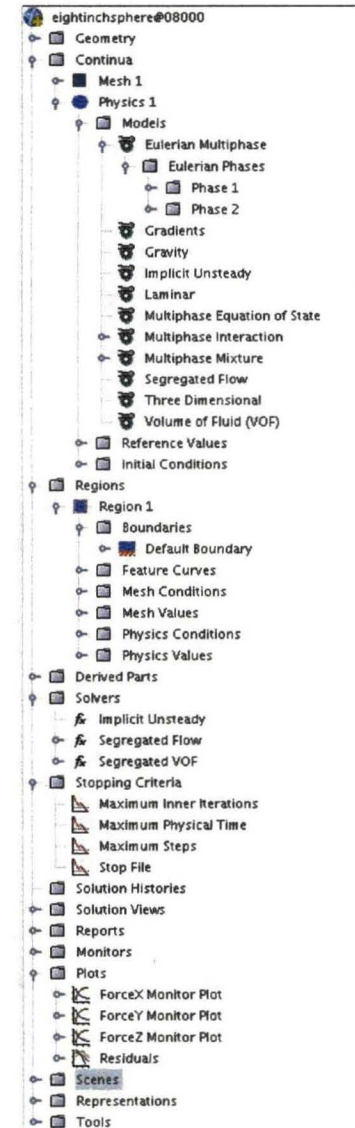 eightinchsphere@08000
Geometry
Continua
Mesh 1
Physics 1
Models
Eulerian Multiphase
Eulerian Phases
Phase 1
Phase 2
Gradients
Gravity
Implicit Unsteady
Laminar
Multiphase Equation of State
Multiphase Interaction
Multiphase Mixture
Segregated Flow
Three Dimensional
Volume of Fluid (VOF)
Reference Values
Initial Conditions
Regions
Region 1
Boundaries
Default Boundary
Feature Curves
Mesh Conditions
Mesh Values
Physics Conditions
Physics Values
Derived Parts
Solvers
Implicit Unsteady
Segregated Flow
Segregated VOF
Stopping Criteria
Maximum Inner Iterations
Maximum Physical Time
Maximum Steps
Stop File
Solution Histories
Solution Views
Reports
Monitors
Plots
ForceX Monitor Plot
ForceY Monitor Plot
ForceZ Monitor Plot
Residuals
Scenes
Representations
Tools